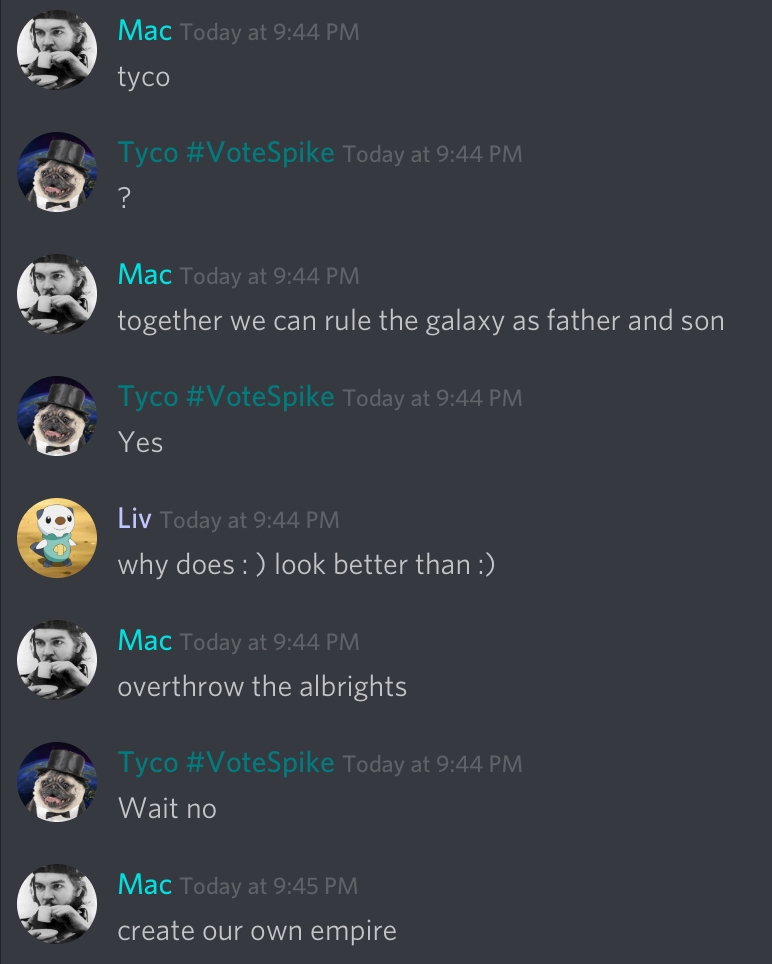 Mac Today at 9:44 PM
tyco
Tyco #VoteSpike Today at 9:44 PM
?
Mac Today at 9:44 PM
together we can rule the galaxy as father and son
Tyco #VoteSpike Today at 9:44 PM
Yes
Liv Today at 9:44 PM
why does : ) look better than :)
Mac Today at 9:44 PM
overthrow the albrights
Tyco #VoteSpike Today at 9:44 PM
Wait no
Mac Today at 9:45 PM
create our own empire